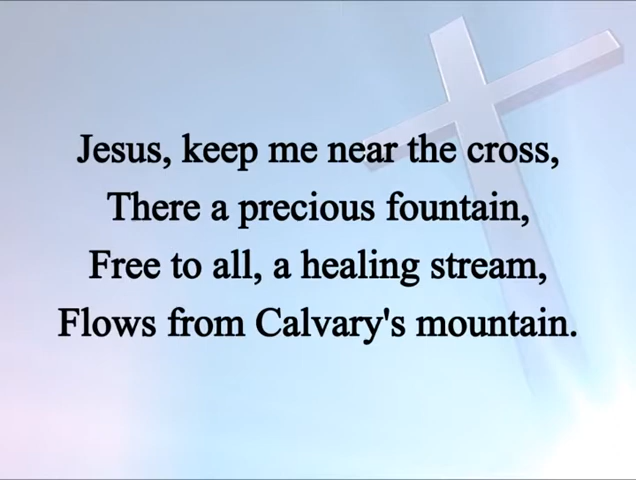 Jesus, keep me near the cross,
There a precious fountain,
Free to all, a healing stream,
Flows from Calvary's mountain.